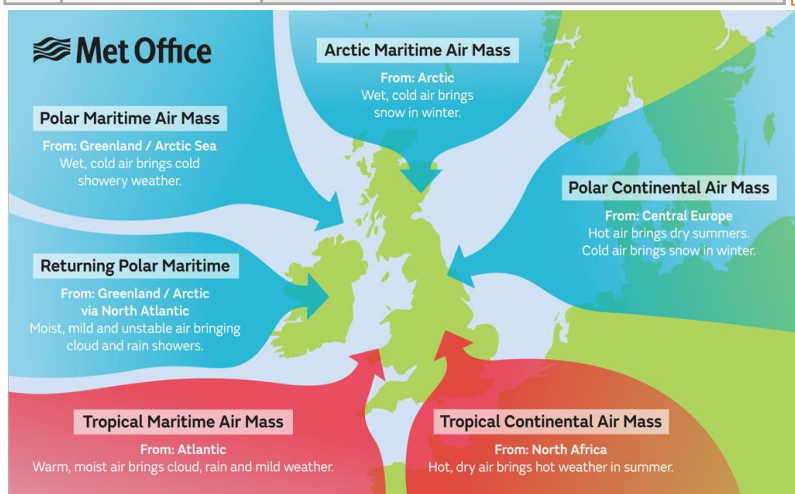 Met Office
Arctic Maritime Air Mass
From: Arctic
Wet, cold air brings
snow in winter.
Polar Maritime Air Mass
From: Greenland / Arctic Sea
Wet, cold air brings cold
showery weather.
Polar Continental Air Mass
From: Central Europe
Hot air brings dry summers.
Cold air brings snow in winter.
Returning Polar Maritime
From: Greenland / Arctic
via North Atlantic
Moist, mild and unstable air bringing
cloud and rain showers.
Tropical Maritime Air Mass
From: Atlantic
Warm, moist air brings cloud, rain and mild weather.
Tropical Continental Air Mass
From: North Africa
Hot, dry air brings hot weather in summer.